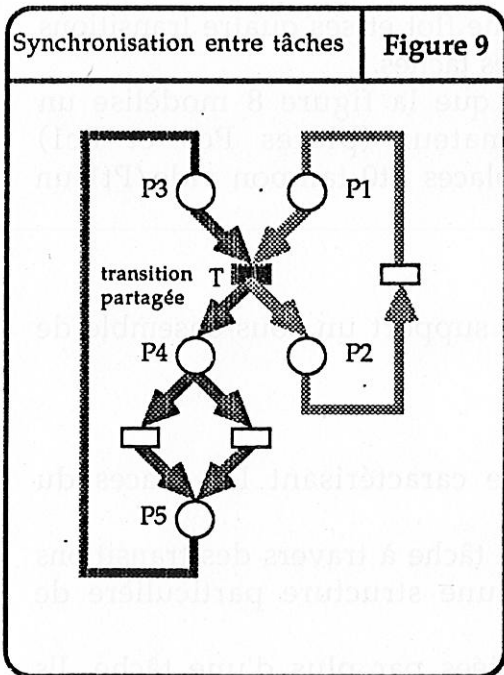 Synchronisation entre tâches
Figure 9
P3
P1
transition
partagée
T
P4
P2
P5